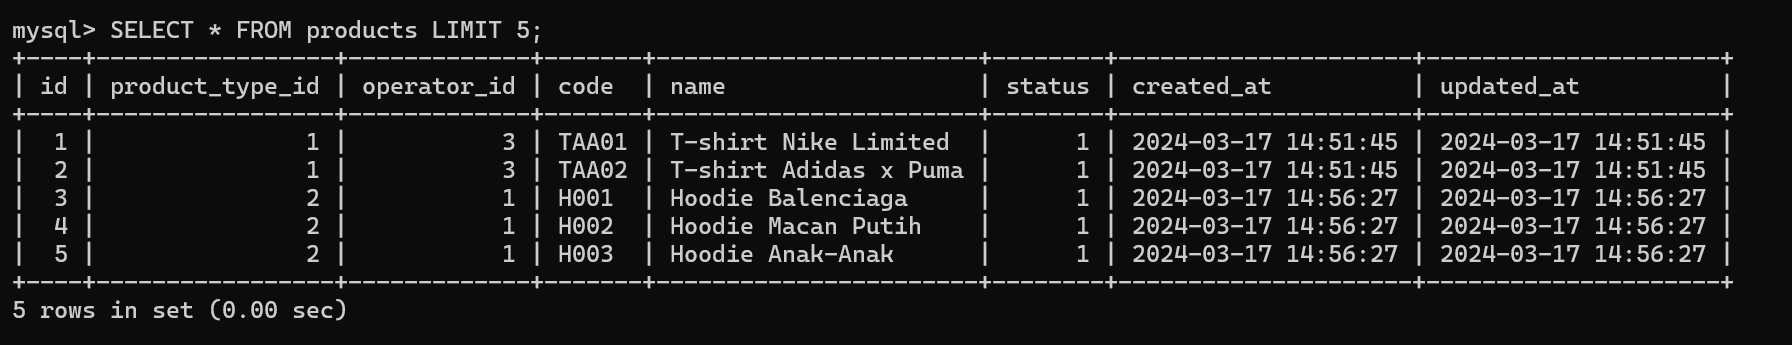 mysql> SELECT * FROM products LIMIT 5;
+----+-----------------+-------------+-------+-----------------------+--------+---------------------+---------------------+
| id | product_type_id | operator_id | code  | name                  | status | created_at          | updated_at          |
+----+-----------------+-------------+-------+-----------------------+--------+---------------------+---------------------+
|  1 |               1 |           3 | TAA01 | T-shirt Nike Limited  |      1 | 2024-03-17 14:51:45 | 2024-03-17 14:51:45 |
|  2 |               1 |           3 | TAA02 | T-shirt Adidas x Puma |      1 | 2024-03-17 14:51:45 | 2024-03-17 14:51:45 |
|  3 |               2 |           1 | H001  | Hoodie Balenciaga     |      1 | 2024-03-17 14:56:27 | 2024-03-17 14:56:27 |
|  4 |               2 |           1 | H002  | Hoodie Macan Putih    |      1 | 2024-03-17 14:56:27 | 2024-03-17 14:56:27 |
|  5 |               2 |           1 | H003  | Hoodie Anak-Anak      |      1 | 2024-03-17 14:56:27 | 2024-03-17 14:56:27 |
+----+-----------------+-------------+-------+-----------------------+--------+---------------------+---------------------+
5 rows in set (0.00 sec)